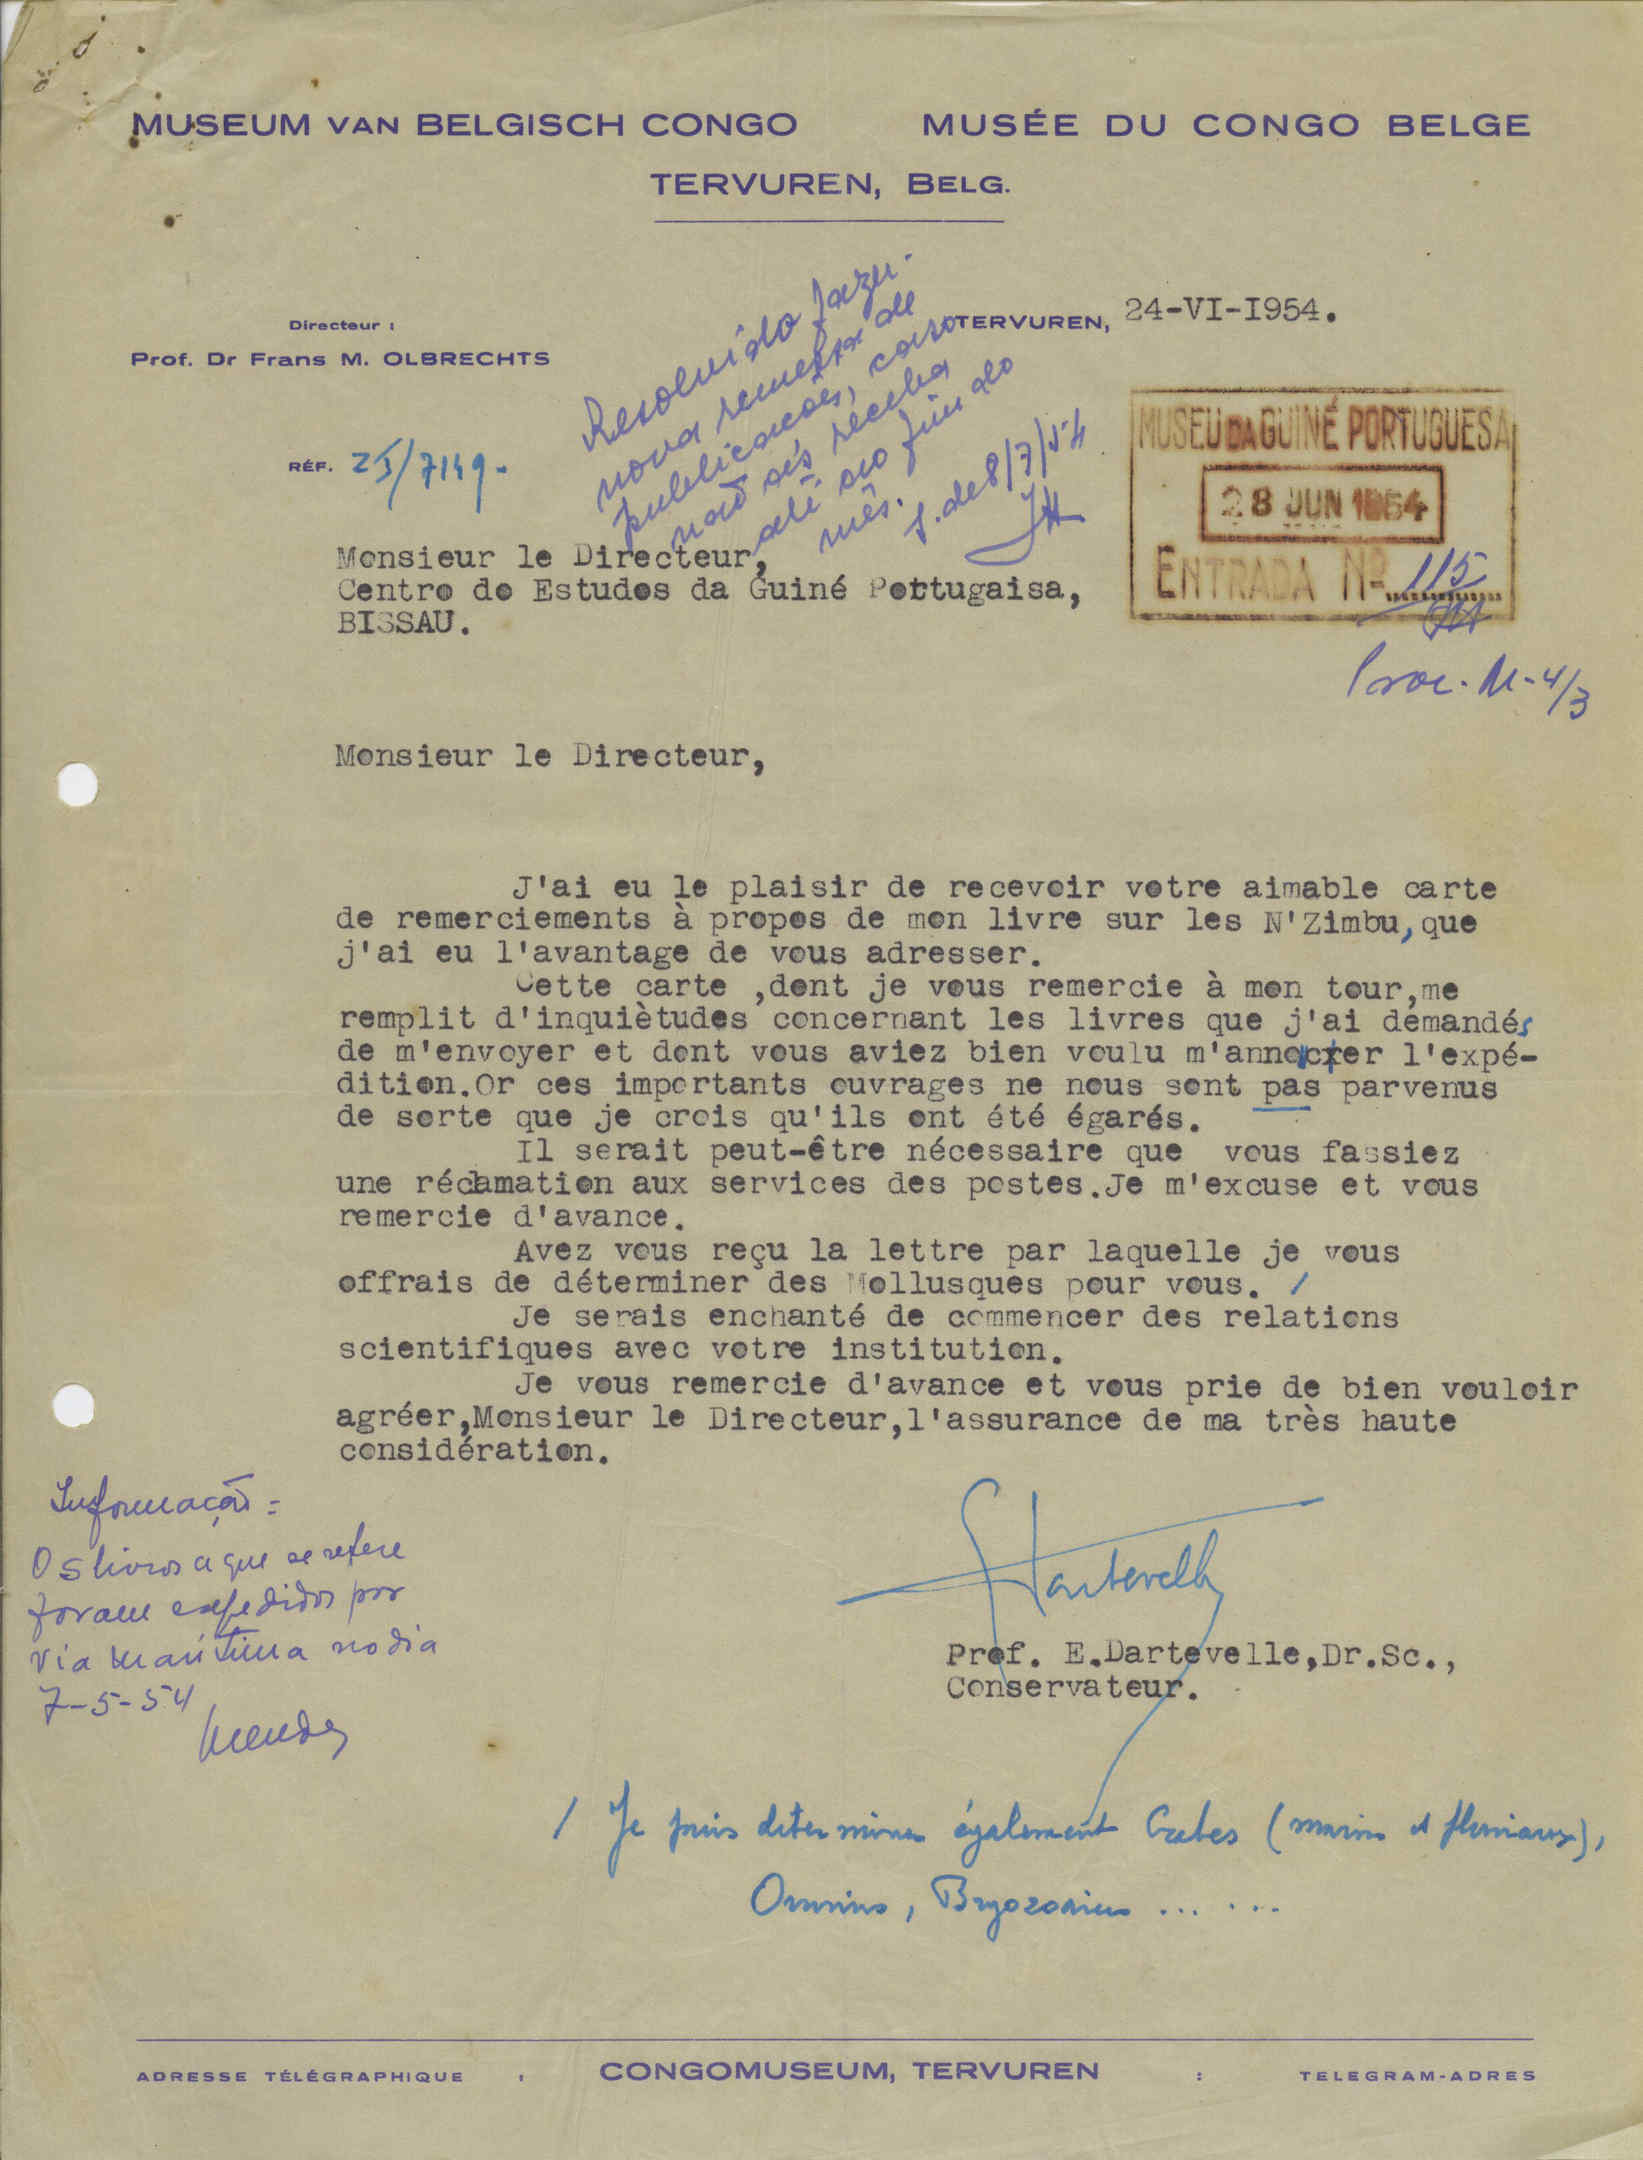 MUSEUM VAN BELGISCH CONGO MUSÉE DU CONGO BELGE
TERVUREN, BELG.
Directeur :
Prof. Dr Frans M. OLBRECHTS
RÉF. ZI/7149.
Resolvido fazer
nova remessa de
publicações, caso
não as receba
até ao fim do
mês.
8/7/54
TERVUREN, 24-VI-I954.
MUSEU DA GUINÉ PORTUGUESA
28 JUN 1954
ENTRADA Nº 115
Proc. M-4/3
Monsieur le Directeur,
Centro de Estudos da Guiné Portugaisa,
BISSAU.
Monsieur le Directeur,
J'ai eu le plaisir de recevoir votre aimable carte
de remerciements à propos de mon livre sur les N'Zimbu, que
j'ai eu l'avantage de vous adresser.
Cette carte ,dont je vous remercie à mon tour,me
remplit d'inquiètudes concernant les livres que j'ai demandés
de m'envoyer et dont vous aviez bien voulu m'annoncer l'expé-
dition.Or ces importants ouvrages ne nous sont pas parvenus
de sorte que je crois qu'ils ont été égarés.
Il serait peut-être nécessaire que vous fassiez
une réclamation aux services des postes.Je m'excuse et vous
remercie d'avance.
Avez vous reçu la lettre par laquelle je vous
offrais de déterminer des Mollusques pour vous. /
Je serais enchanté de commencer des relations
scientifiques avec votre institution.
Je vous remercie d'avance et vous prie de bien vouloir
agréer,Monsieur le Directeur,l'assurance de ma très haute
considération.
Informação =
Os livros a que se refere
foram expedidos por
via marítima no dia
7-5-54
Mendes
Dartevelle
Prof. E.Dartevelle,Dr.Sc.,
Conservateur.
/ Je puis déterminer également Crabes (marins et fluviaux),
Oursins, Bryozoaires ... ...
ADRESSE TÉLÉGRAPHIQUE : CONGOMUSEUM, TERVUREN : TELEGRAM-ADRES